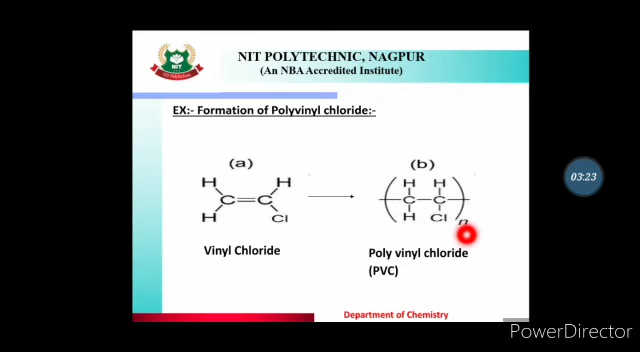 NIT POLYTECHNIC, NAGPUR
(An NBA Accredited Institute)
NIT
EX:- Formation of Polyvinyl chloride:-
(a)
(b)
H H
C=C
H Cl
H H
C C
H Cl n
Vinyl Chloride
Poly vinyl chloride
(PVC)
03:23
Department of Chemistry
PowerDirector